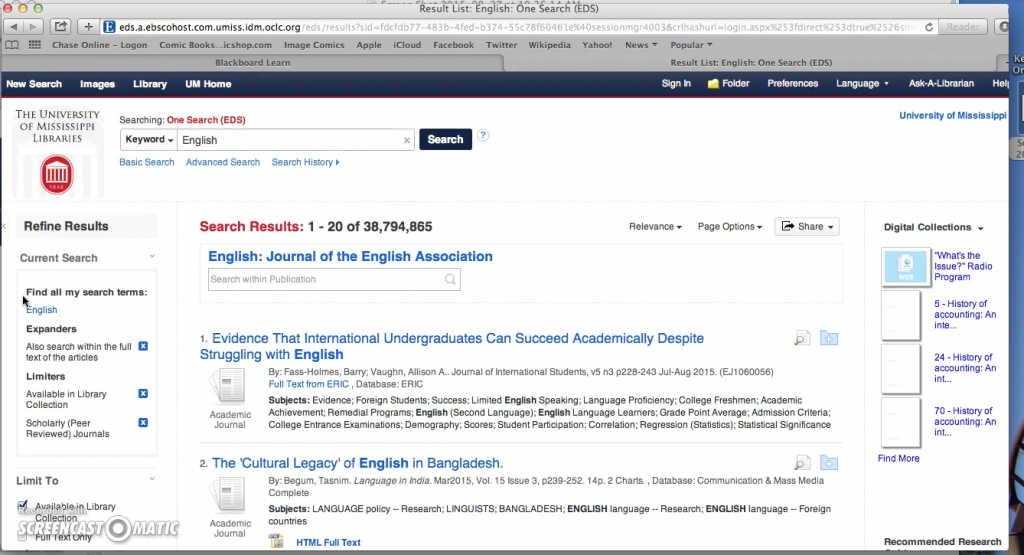 Result List: English: One Search (EDS)
eds.a.ebscohost.com.umiss.idm.oclc.org/eds/results?sid=fdcfdb77-483b-4fed-b374-55c78f60461e%40sessionmgr4003&crlhashurl=login.aspx%253fdirect%253dtrue%2526sit
Reader
Chase Online - Logon
Comic Books...icshop.com
Image Comics
Apple
iCloud
Facebook
Twitter
Wikipedia
Yahoo!
News
Popular
Blackboard Learn
Result List: English: One Search (EDS)
New Search
Images
Library
UM Home
Sign In
Folder
Preferences
Language
Ask-A-Librarian
Help
THE UNIVERSITY
OF MISSISSIPPI
LIBRARIES
1848
Searching: One Search (EDS)
University of Mississippi
Keyword
English
Search
?
Basic Search
Advanced Search
Search History
Refine Results
Current Search
Find all my search terms:
English
Expanders
Also search within the full
text of the articles
Limiters
Available in Library
Collection
Scholarly (Peer
Reviewed) Journals
Limit To
Available in Library
Collection
Full Text Only
SCREENCAST MATIC
Search Results: 1 - 20 of 38,794,865
Relevance
Page Options
Share
English: Journal of the English Association
Search within Publication
1. Evidence That International Undergraduates Can Succeed Academically Despite
Struggling with English
By: Fass-Holmes, Barry; Vaughn, Allison A.. Journal of International Students, v5 n3 p228-243 Jul-Aug 2015. (EJ1060056)
Full Text from ERIC , Database: ERIC
Academic
Journal
Subjects: Evidence; Foreign Students; Success; Limited English Speaking; Language Proficiency; College Freshmen; Academic
Achievement; Remedial Programs; English (Second Language); English Language Learners; Grade Point Average; Admission Criteria;
College Entrance Examinations; Demography; Scores; Student Participation; Correlation; Regression (Statistics); Statistical Significance
2. The 'Cultural Legacy' of English in Bangladesh.
By: Begum, Tasnim. Language in India. Mar2015, Vol. 15 Issue 3, p239-252. 14p. 2 Charts. , Database: Communication & Mass Media
Complete
Academic
Journal
Subjects: LANGUAGE policy -- Research; LINGUISTS; BANGLADESH; ENGLISH language -- Research; ENGLISH language -- Foreign
countries
HTML Full Text
Digital Collections
"What's the
Issue?" Radio
Program
WEB
5 - History of
accounting: An
inte...
24 - History of
accounting: An
int...
70 - History of
accounting: An
int...
Find More
Recommended Research